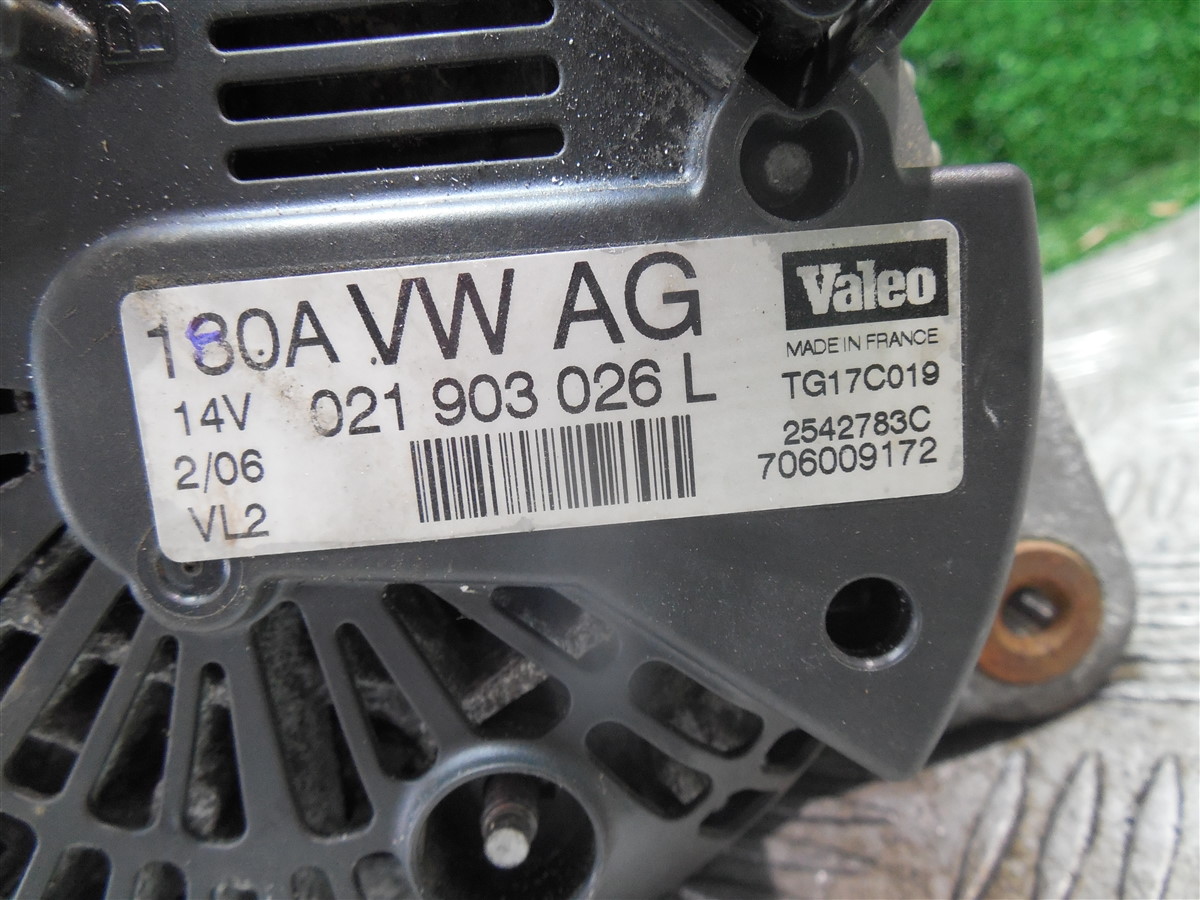 B
180A VW AG
Valeo
MADE IN FRANCE
14V
021 903 026 L
TG17C019
2/06
2542783C
706009172
VL2